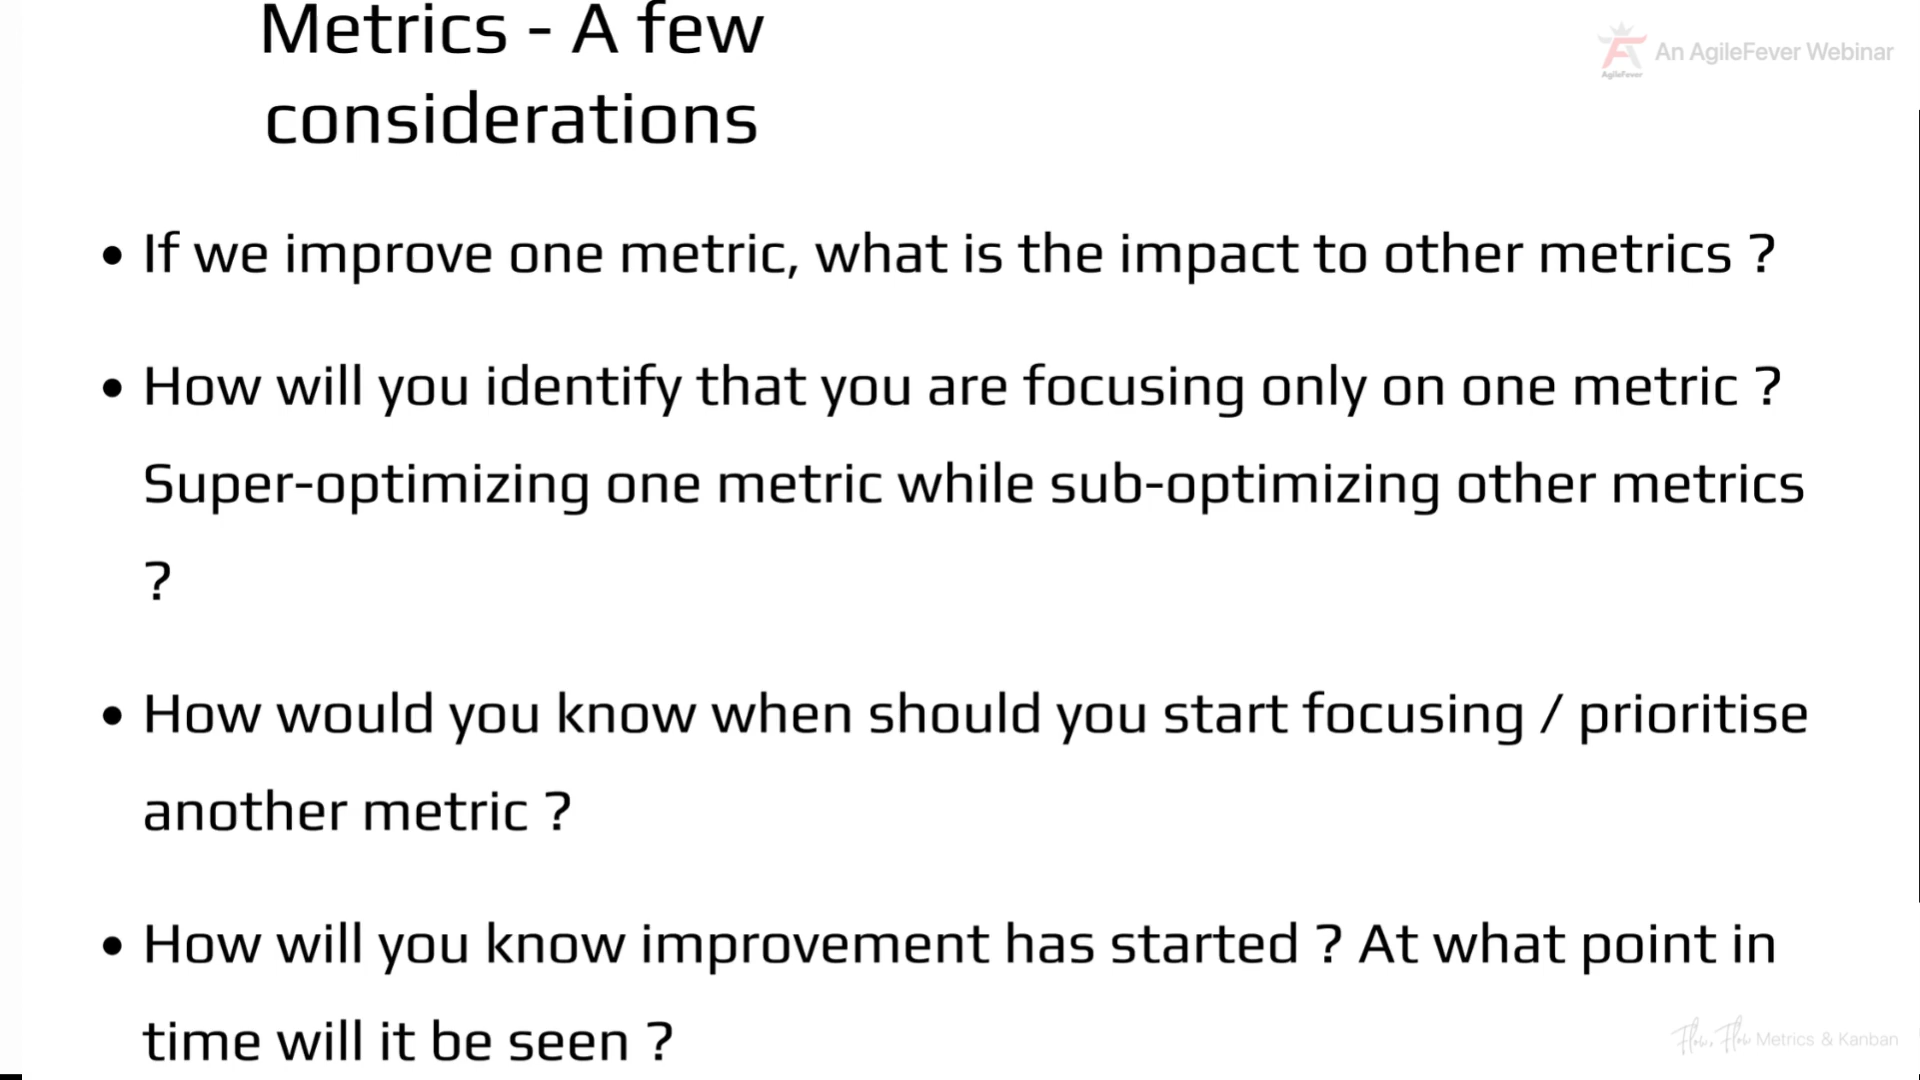 Metrics - A few
considerations
An AgileFever Webinar
AgileFever
• If we improve one metric, what is the impact to other metrics ?
• How will you identify that you are focusing only on one metric ?
Super-optimizing one metric while sub-optimizing other metrics
?
• How would you know when should you start focusing / prioritise
another metric ?
• How will you know improvement has started ? At what point in
time will it be seen ?
Flow, Flow Metrics & Kanban